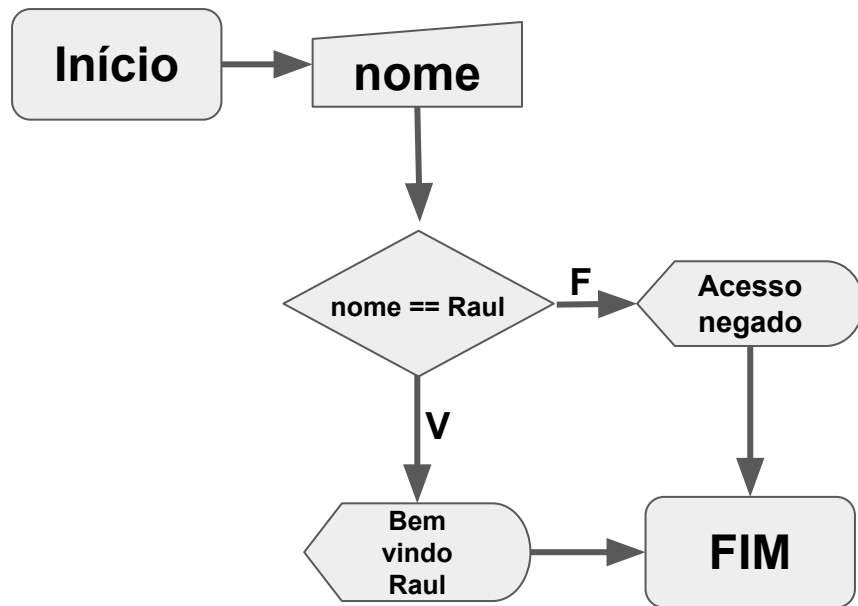 Início
nome
nome == Raul
F
Acesso
negado
V
Bem
vindo
Raul
FIM